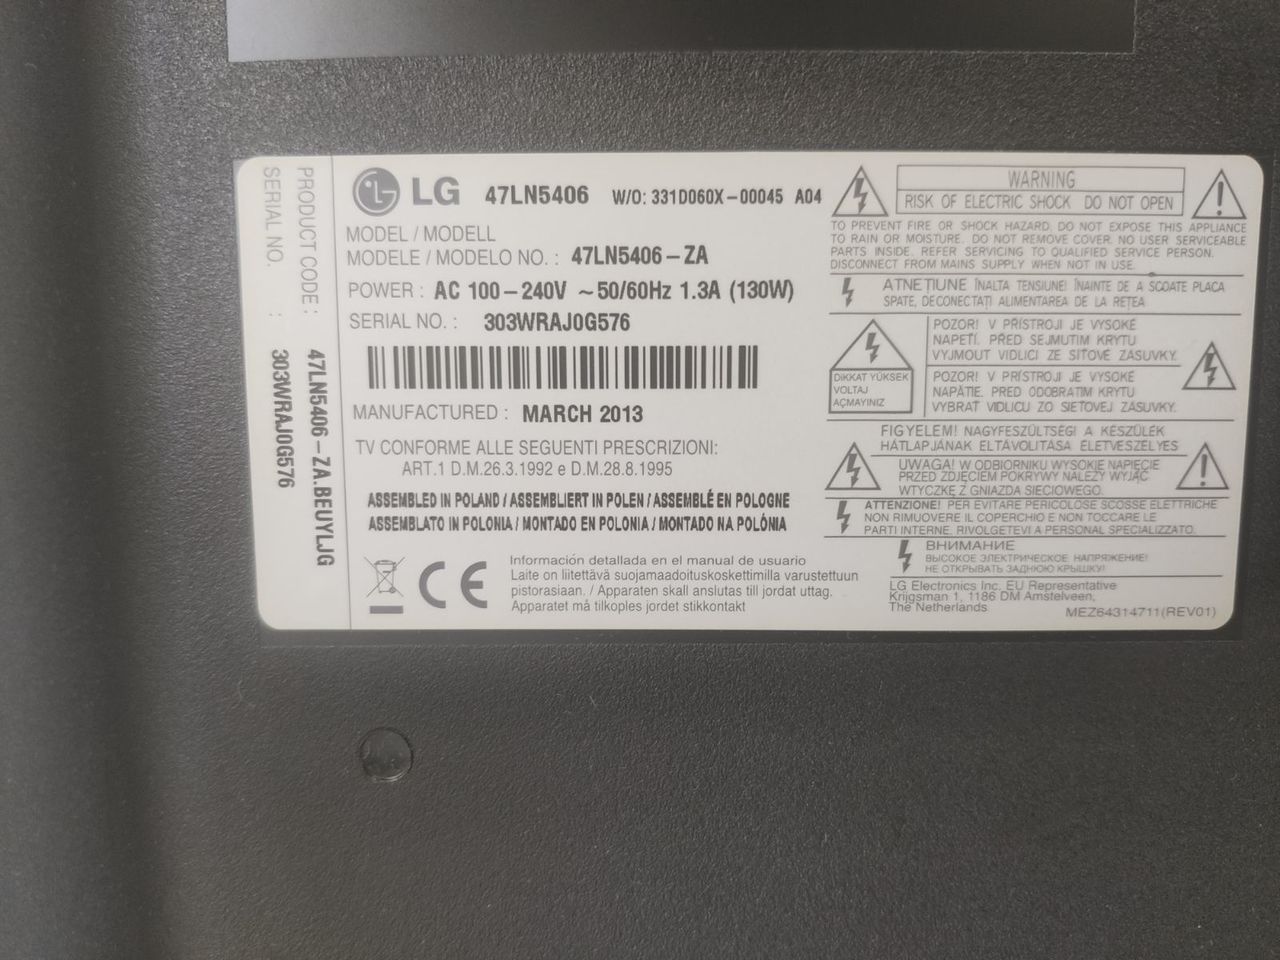 PRODUCT CODE : 47LN5406-ZA.BEUYLJG
SERIAL NO. : 303WRAJ0G576
LG 47LN5406 W/O: 331D060X-00045 A04
MODEL / MODELL
MODELE / MODELO NO. : 47LN5406-ZA
POWER : AC 100-240V ~50/60Hz 1.3A (130W)
SERIAL NO. : 303WRAJ0G576
MANUFACTURED : MARCH 2013
TV CONFORME ALLE SEGUENTI PRESCRIZIONI:
ART.1 D.M.26.3.1992 e D.M.28.8.1995
ASSEMBLED IN POLAND / ASSEMBLIERT IN POLEN / ASSEMBLÉ EN POLOGNE
ASSEMBLATO IN POLONIA / MONTADO EN POLONIA / MONTADO NA POLÓNIA
CE
Información detallada en el manual de usuario
Laite on liitettävä suojamaadoituskoskettimilla varustettuun
pistorasiaan. / Apparaten skall anslutas till jordat uttag.
Apparatet må tilkoples jordet stikkontakt
WARNING
RISK OF ELECTRIC SHOCK DO NOT OPEN
TO PREVENT FIRE OR SHOCK HAZARD, DO NOT EXPOSE THIS APPLIANCE
TO RAIN OR MOISTURE. DO NOT REMOVE COVER. NO USER SERVICEABLE
PARTS INSIDE. REFER SERVICING TO QUALIFIED SERVICE PERSON.
DISCONNECT FROM MAINS SUPPLY WHEN NOT IN USE.
ATNEŢIUNE ÎNALTA TENSIUNE! ÎNAINTE DE A SCOATE PLACA
SPATE, DECONECTAŢI ALIMENTAREA DE LA REŢEA
DiKKAT YÜKSEK
VOLTAJ
AÇMAYINIZ
POZOR! V PŘÍSTROJI JE VYSOKÉ
NAPĚTÍ. PŘED SEJMUTÍM KRYTU
VYJMOUT VIDLICI ZE SÍŤOVÉ ZÁSUVKY.
POZOR! V PRÍSTROJI JE VYSOKÉ
NAPÄTIE. PRED ODOBRATÍM KRYTU
VYBRAŤ VIDLICU ZO SIEŤOVEJ ZÁSUVKY.
FIGYELEM! NAGYFESZÜLTSÉG! A KÉSZÜLÉK
HÁTLAPJÁNAK ELTÁVOLÍTÁSA ÉLETVESZÉLYES
UWAGA! W ODBIORNIKU WYSOKIE NAPIĘCIE
PRZED ZDJĘCIEM POKRYWY NALEŻY WYJĄĆ
WTYCZKĘ Z GNIAZDA SIECIOWEGO.
ATTENZIONE! PER EVITARE PERICOLOSE SCOSSE ELETTRICHE
NON RIMUOVERE IL COPERCHIO E NON TOCCARE LE
PARTI INTERNE. RIVOLGETEVI A PERSONAL SPECIALIZZATO.
ВНИМАНИЕ
ВЫСОКОЕ ЭЛЕКТРИЧЕСКОЕ НАПРЯЖЕНИЕ!
НЕ ОТКРЫВАТЬ ЗАДНЮЮ КРЫШКУ!
LG Electronics Inc. EU Representative
Krijgsman 1, 1186 DM Amstelveen,
The Netherlands
MEZ64314711(REV01)